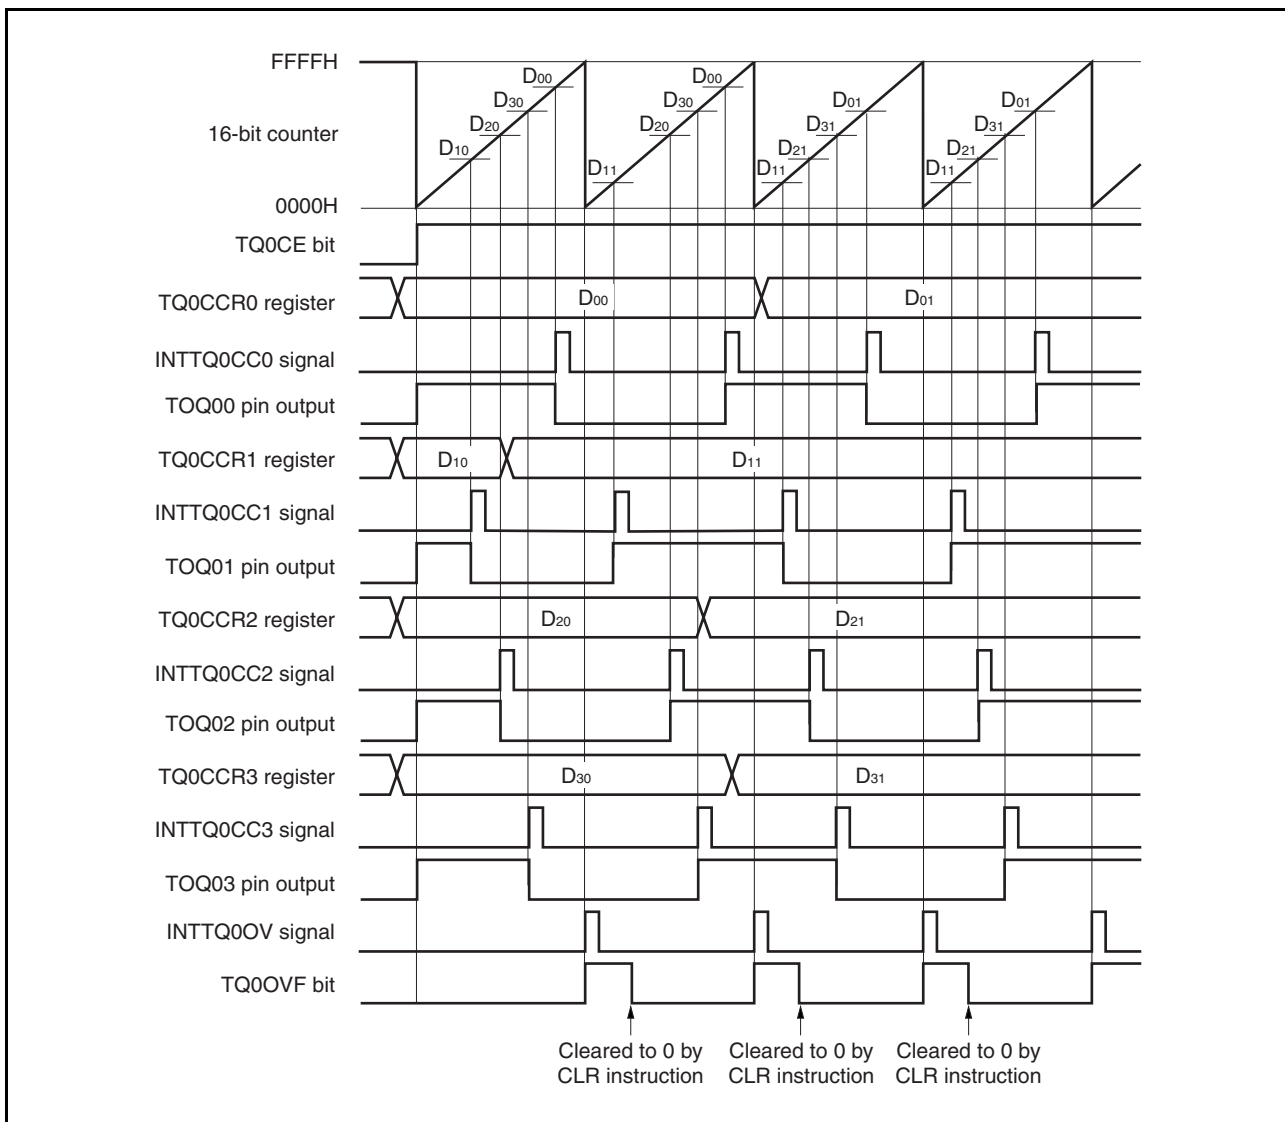 FFFFH
D00
D00
D30
D30
D01
D01
16-bit counter
D20
D20
D31
D31
D10
D21
D21
D11
D11
D11
0000H
TQ0CE bit
TQ0CCR0 register
D00
D01
INTTQ0CC0 signal
TOQ00 pin output
TQ0CCR1 register
D10
D11
INTTQ0CC1 signal
TOQ01 pin output
TQ0CCR2 register
D20
D21
INTTQ0CC2 signal
TOQ02 pin output
TQ0CCR3 register
D30
D31
INTTQ0CC3 signal
TOQ03 pin output
INTTQ0OV signal
TQ0OVF bit
Cleared to 0 by
CLR instruction
Cleared to 0 by
CLR instruction
Cleared to 0 by
CLR instruction